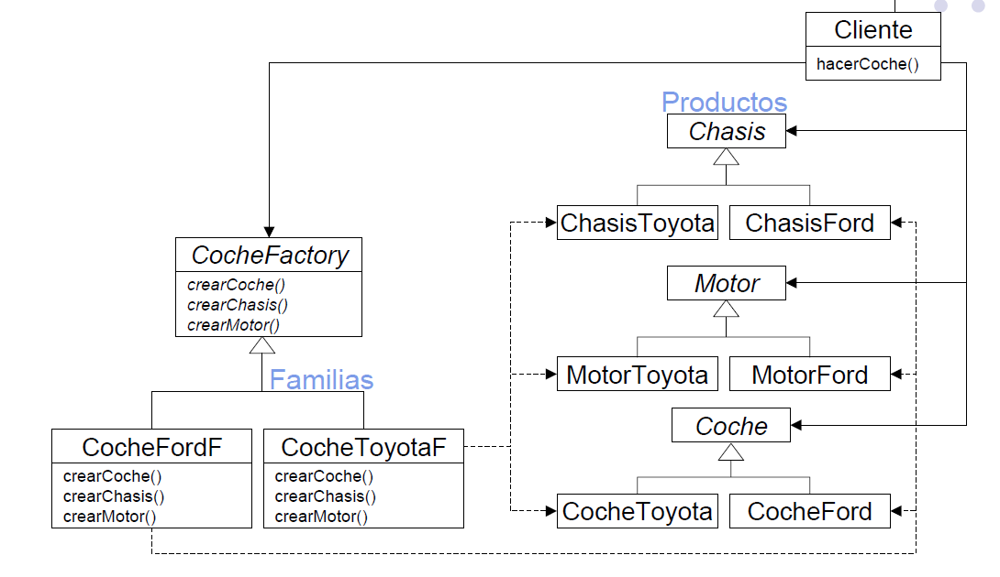 Cliente
hacerCoche()
Productos
Chasis
ChasisToyota
ChasisFord
CocheFactory
crearCoche()
crearChasis()
crearMotor()
Motor
Familias
MotorToyota
MotorFord
Coche
CocheFordF
crearCoche()
crearChasis()
crearMotor()
CocheToyotaF
crearCoche()
crearChasis()
crearMotor()
CocheToyota
CocheFord